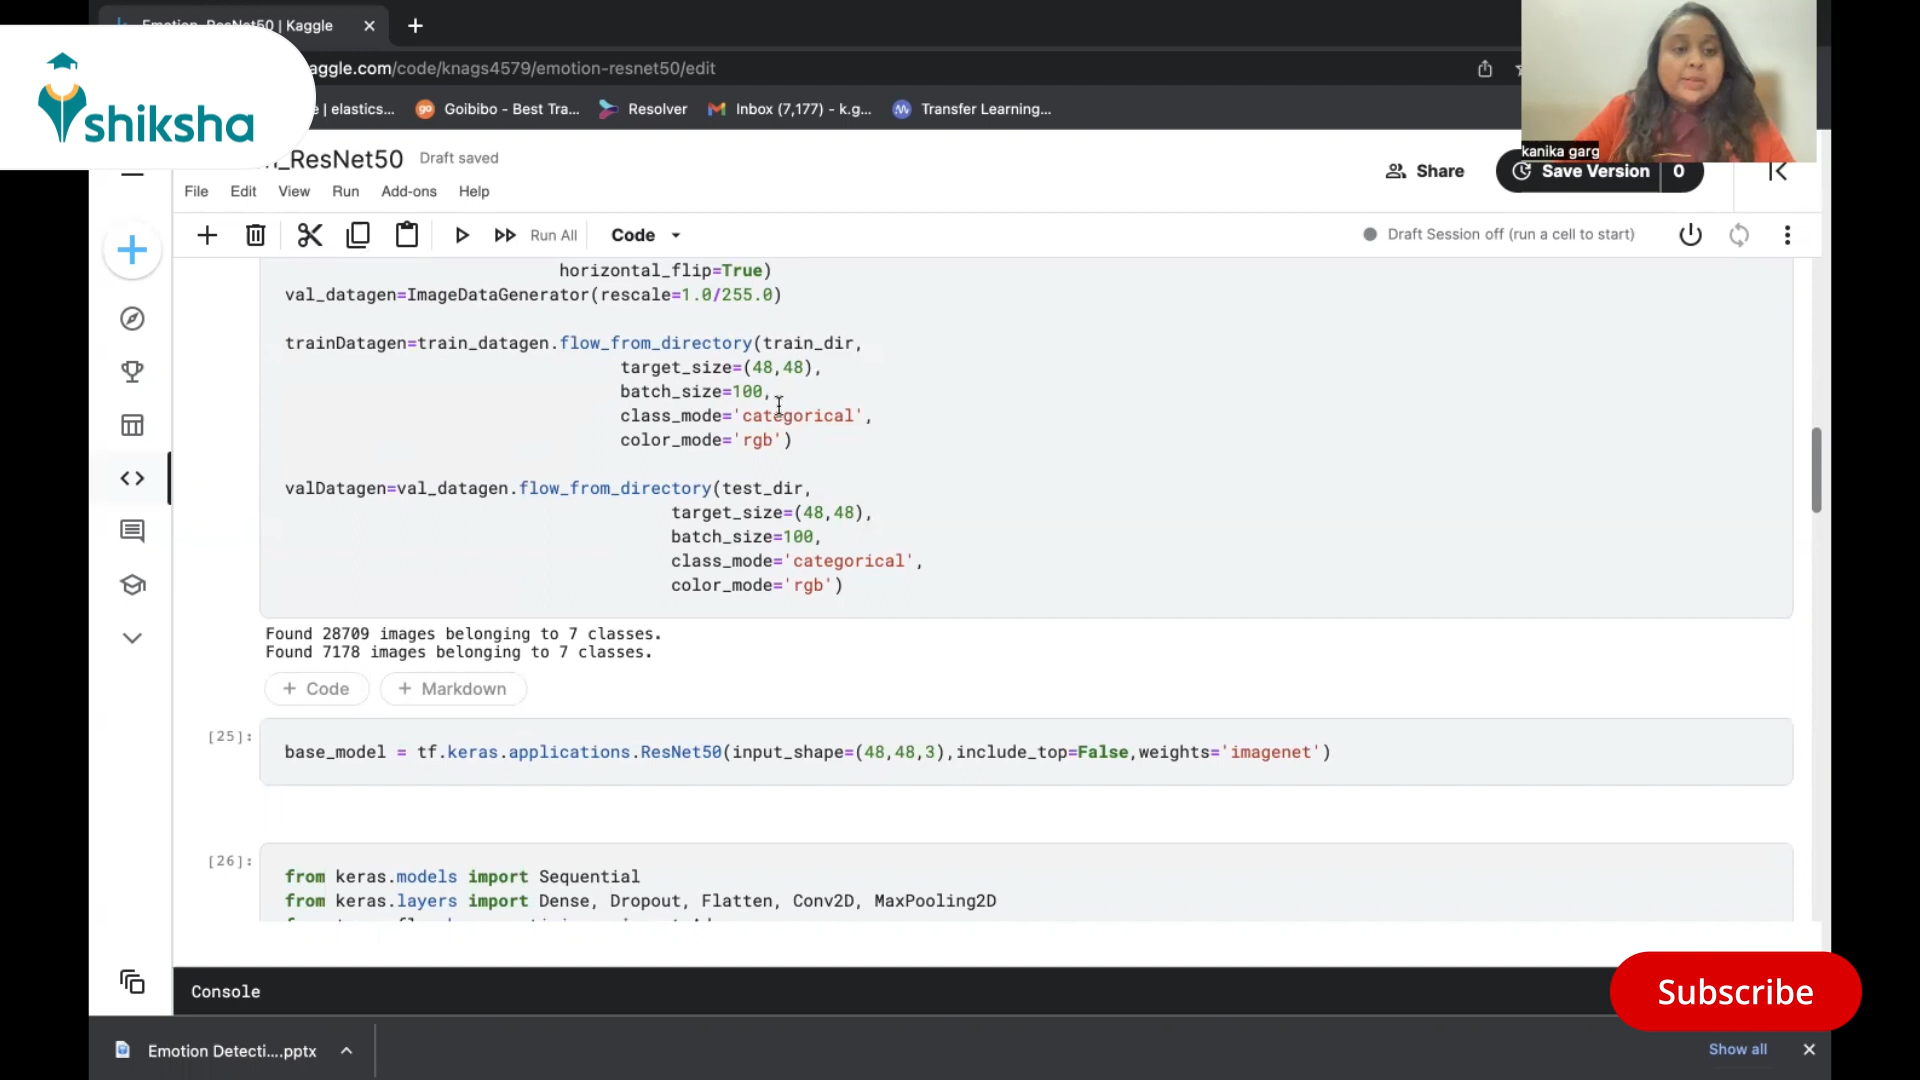 Emotion_ResNet50 | Kaggle
aggle.com/code/knags4579/emotion-resnet50/edit
shiksha
e | elastics...
go
Goibibo - Best Tra...
Resolver
Inbox (7,177) - k.g...
Transfer Learning...
kanika garg
n_ResNet50
Draft saved
File
Edit
View
Run
Add-ons
Help
Share
Save Version
0
Run All
Code
Draft Session off (run a cell to start)
horizontal_flip=True)
val_datagen=ImageDataGenerator(rescale=1.0/255.0)
trainDatagen=train_datagen.flow_from_directory(train_dir,
target_size=(48,48),
batch_size=100,
class_mode='categorical',
color_mode='rgb')
valDatagen=val_datagen.flow_from_directory(test_dir,
target_size=(48,48),
batch_size=100,
class_mode='categorical',
color_mode='rgb')
Found 28709 images belonging to 7 classes.
Found 7178 images belonging to 7 classes.
+ Code
+ Markdown
[25]:
base_model = tf.keras.applications.ResNet50(input_shape=(48,48,3),include_top=False,weights='imagenet')
[26]:
from keras.models import Sequential
from keras.layers import Dense, Dropout, Flatten, Conv2D, MaxPooling2D
Console
Subscribe
Emotion Detecti....pptx
Show all